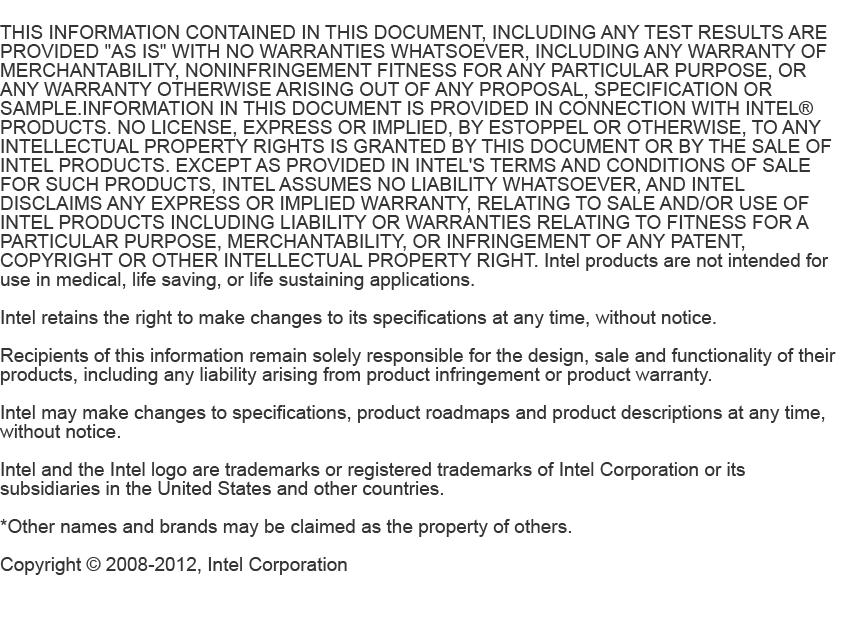 THIS INFORMATION CONTAINED IN THIS DOCUMENT, INCLUDING ANY TEST RESULTS ARE
PROVIDED "AS IS" WITH NO WARRANTIES WHATSOEVER, INCLUDING ANY WARRANTY OF
MERCHANTABILITY, NONINFRINGEMENT FITNESS FOR ANY PARTICULAR PURPOSE, OR
ANY WARRANTY OTHERWISE ARISING OUT OF ANY PROPOSAL, SPECIFICATION OR
SAMPLE.INFORMATION IN THIS DOCUMENT IS PROVIDED IN CONNECTION WITH INTEL®
PRODUCTS. NO LICENSE, EXPRESS OR IMPLIED, BY ESTOPPEL OR OTHERWISE, TO ANY
INTELLECTUAL PROPERTY RIGHTS IS GRANTED BY THIS DOCUMENT OR BY THE SALE OF
INTEL PRODUCTS. EXCEPT AS PROVIDED IN INTEL'S TERMS AND CONDITIONS OF SALE
FOR SUCH PRODUCTS, INTEL ASSUMES NO LIABILITY WHATSOEVER, AND INTEL
DISCLAIMS ANY EXPRESS OR IMPLIED WARRANTY, RELATING TO SALE AND/OR USE OF
INTEL PRODUCTS INCLUDING LIABILITY OR WARRANTIES RELATING TO FITNESS FOR A
PARTICULAR PURPOSE, MERCHANTABILITY, OR INFRINGEMENT OF ANY PATENT,
COPYRIGHT OR OTHER INTELLECTUAL PROPERTY RIGHT. Intel products are not intended for
use in medical, life saving, or life sustaining applications.
Intel retains the right to make changes to its specifications at any time, without notice.
Recipients of this information remain solely responsible for the design, sale and functionality of their
products, including any liability arising from product infringement or product warranty.
Intel may make changes to specifications, product roadmaps and product descriptions at any time,
without notice.
Intel and the Intel logo are trademarks or registered trademarks of Intel Corporation or its
subsidiaries in the United States and other countries.
*Other names and brands may be claimed as the property of others.
Copyright © 2008-2012, Intel Corporation